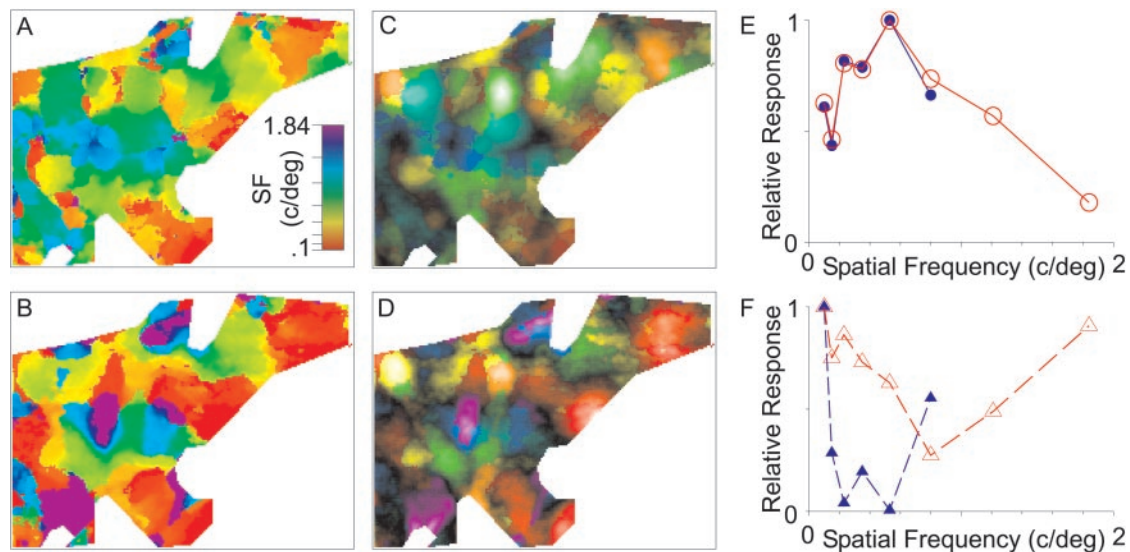 A
1.84
SF
(c/deg)
.1
C
E
1
Relative Response
0
0
Spatial Frequency (c/deg)
2
B
D
F
1
Relative Response
0
0
Spatial Frequency (c/deg)
2